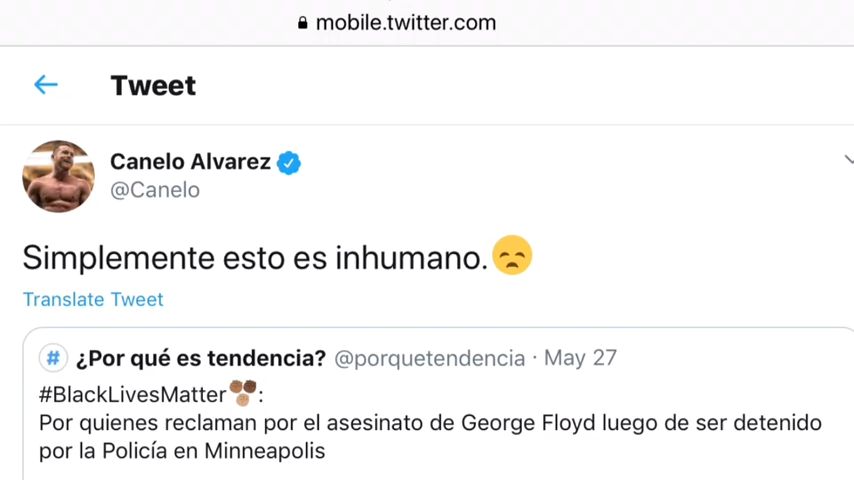 mobile.twitter.com
Tweet
Canelo Alvarez
@Canelo
Simplemente esto es inhumano.😞
Translate Tweet
# ¿Por qué es tendencia? @porquetendencia · May 27
#BlackLivesMatter✊🏿✊🏾✊🏽:
Por quienes reclaman por el asesinato de George Floyd luego de ser detenido
por la Policía en Minneapolis